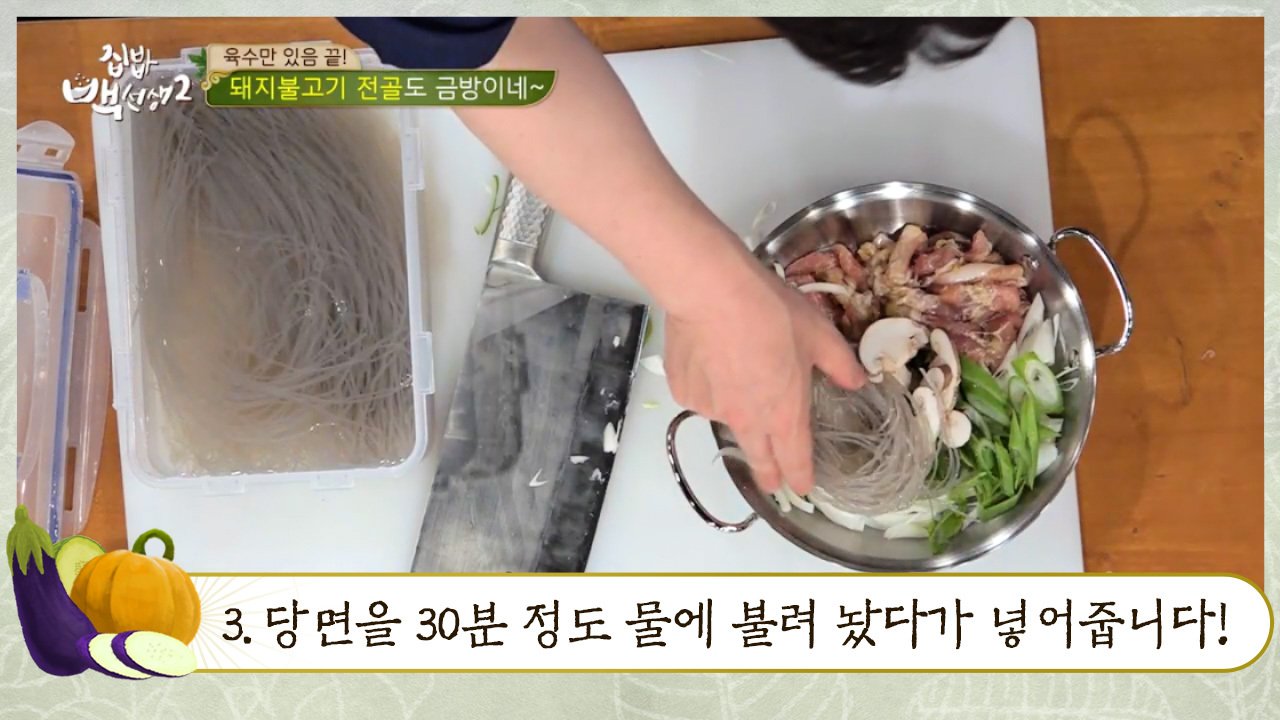 집밥
백선생2
육수만 있음 끝!
돼지불고기 전골도 금방이네~
3. 당면을 30분 정도 물에 불려 놨다가 넣어줍니다!